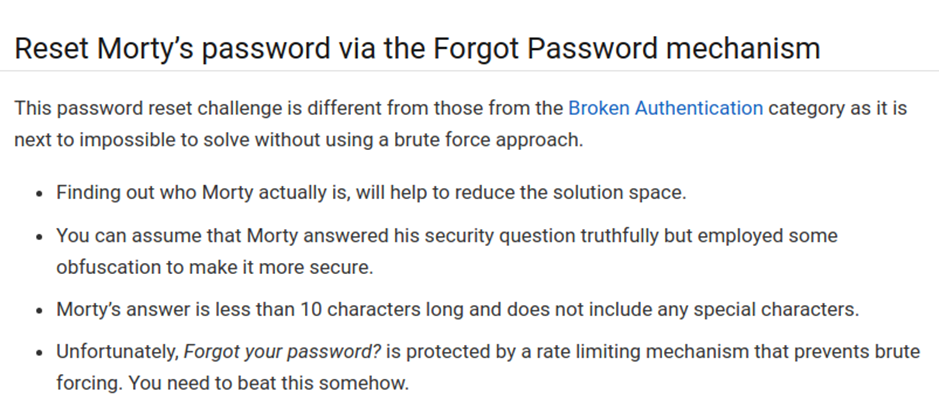 Reset Morty’s password via the Forgot Password mechanism
This password reset challenge is different from those from the Broken Authentication category as it is
next to impossible to solve without using a brute force approach.
• Finding out who Morty actually is, will help to reduce the solution space.
• You can assume that Morty answered his security question truthfully but employed some
obfuscation to make it more secure.
• Morty’s answer is less than 10 characters long and does not include any special characters.
• Unfortunately, Forgot your password? is protected by a rate limiting mechanism that prevents brute
forcing. You need to beat this somehow.